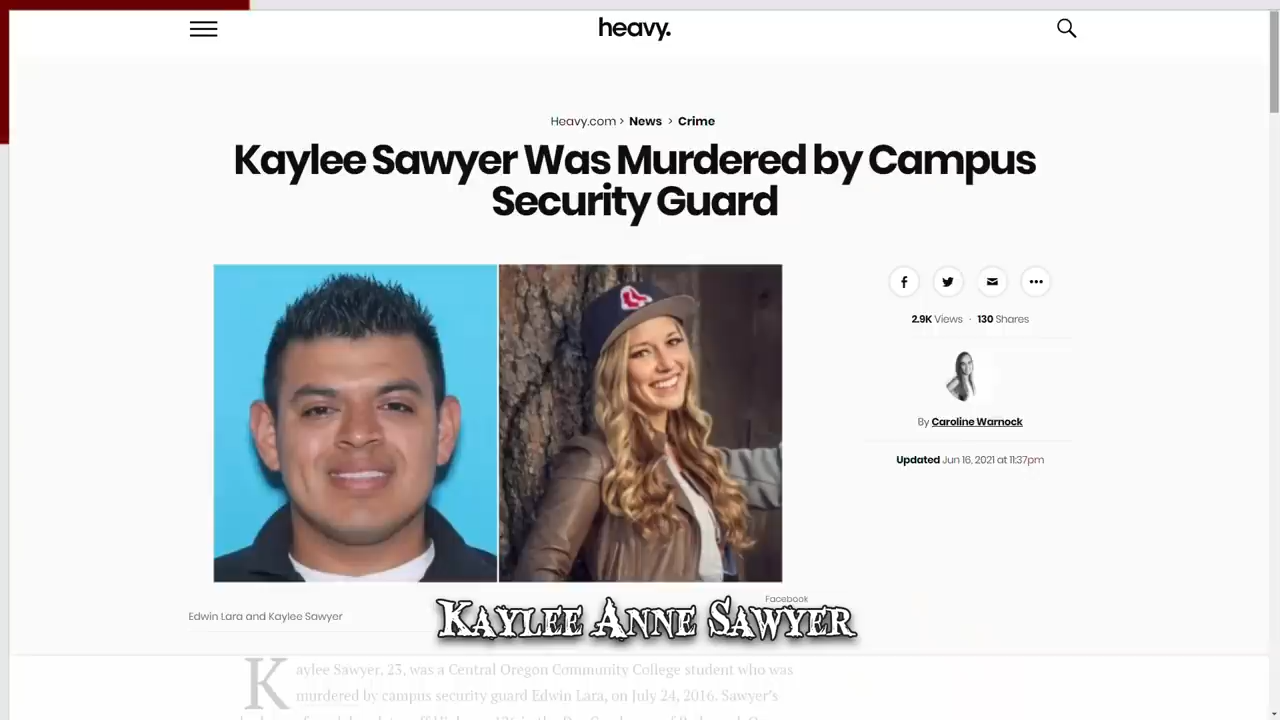 heavy.
Heavy.com > News > Crime
Kaylee Sawyer Was Murdered by Campus
Security Guard
2.9K Views · 130 Shares
By Caroline Warnock
Updated Jun 16, 2021 at 11:37pm
Facebook
Edwin Lara and Kaylee Sawyer
KAYLEE ANNE SAWYER
Kaylee Sawyer, 23, was a Central Oregon Community College student who was
murdered by campus security guard Edwin Lara, on July 24, 2016. Sawyer's